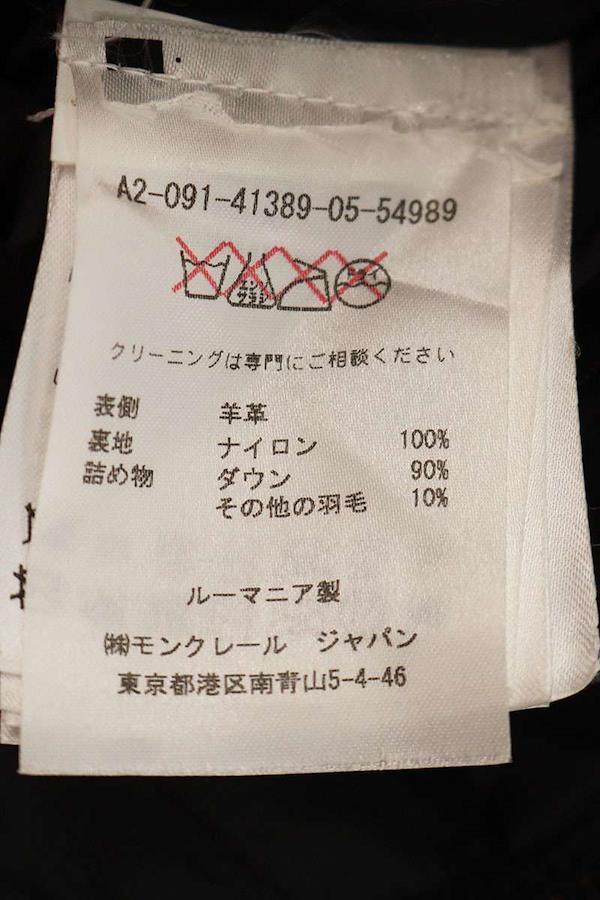 A2-091-41389-05-54989
クリーニングは専門にご相談ください
表側 羊革
裏地 ナイロン 100%
詰め物 ダウン 90%
その他の羽毛 10%
ルーマニア製
㈱モンクレール ジャパン
東京都港区南青山5-4-46